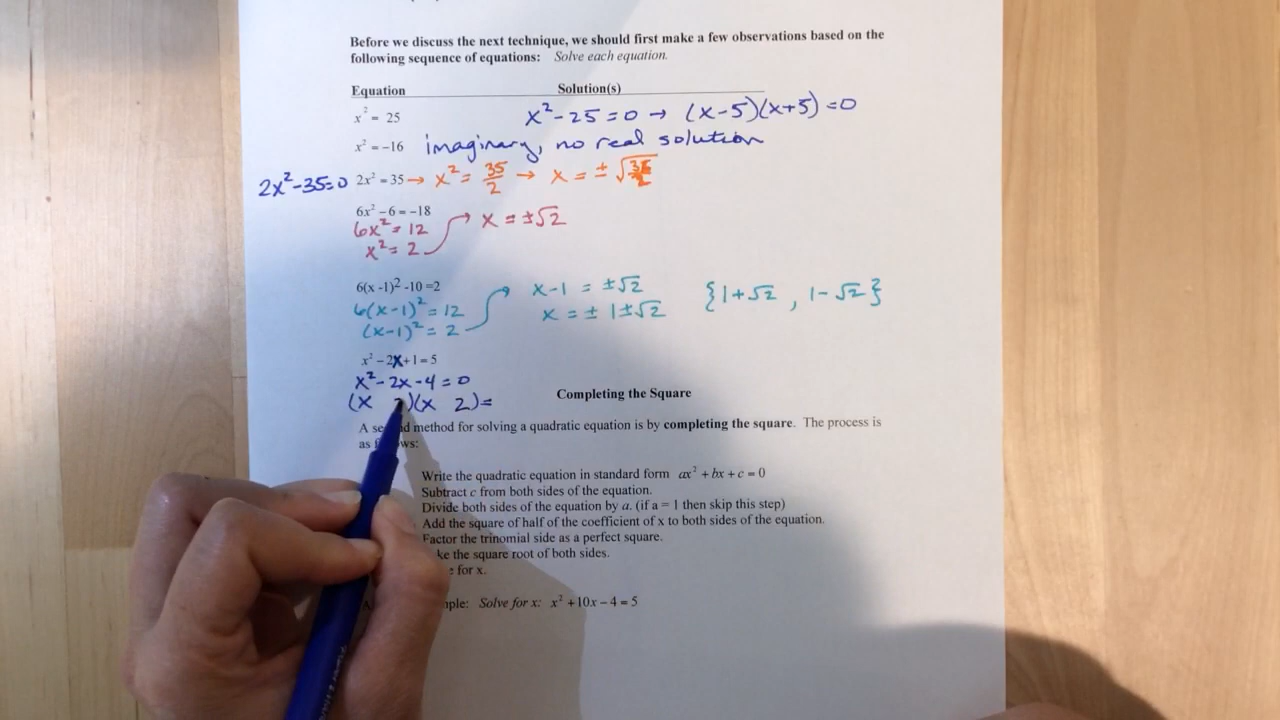 Before we discuss the next technique, we should first make a few observations based on the
following sequence of equations: Solve each equation.
Equation Solution(s)
x² = 25 x²-25=0 → (x-5)(x+5)=0
x² = -16 imaginary, no real solution
2x²-35=0 2x² = 35 → x² = 35/2 → x = ±√
6x² - 6 = -18
6x² = 12 x = ±√2
x² = 2
6(x -1)² -10 =2 x-1 = ±√2
6(x-1)² = 12 x = ± 1±√2 {1+√2 , 1-√2}
(x-1)² = 2
x² - 2x + 1 = 5
x²-2x-4=0
(x )(x 2)=
Completing the Square
A method for solving a quadratic equation is by completing the square. The process is
as
Write the quadratic equation in standard form ax² + bx + c = 0
Subtract c from both sides of the equation.
Divide both sides of the equation by a. (if a = 1 then skip this step)
Add the square of half of the coefficient of x to both sides of the equation.
Factor the trinomial side as a perfect square.
the square root of both sides.
for x.
Solve for x: x² +10x - 4 = 5